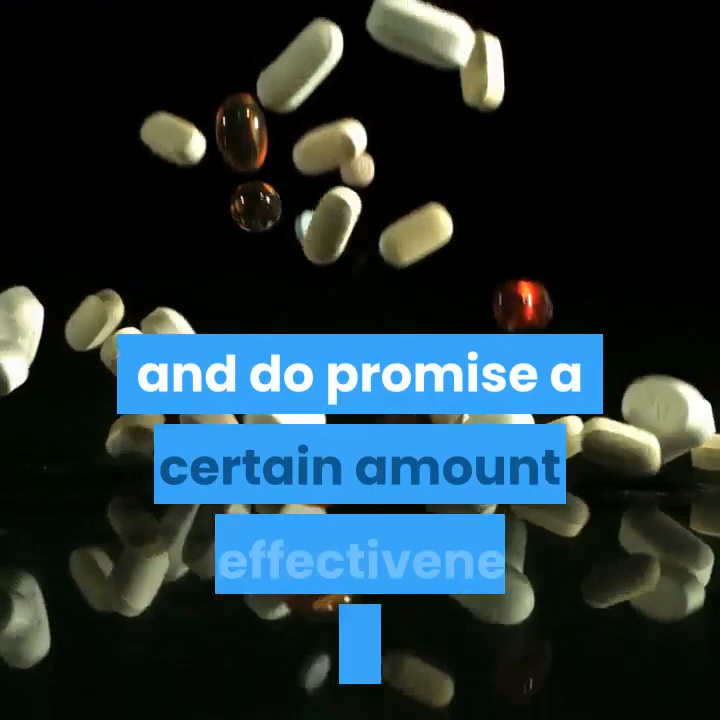 and do promise a
certain amount
effectivene